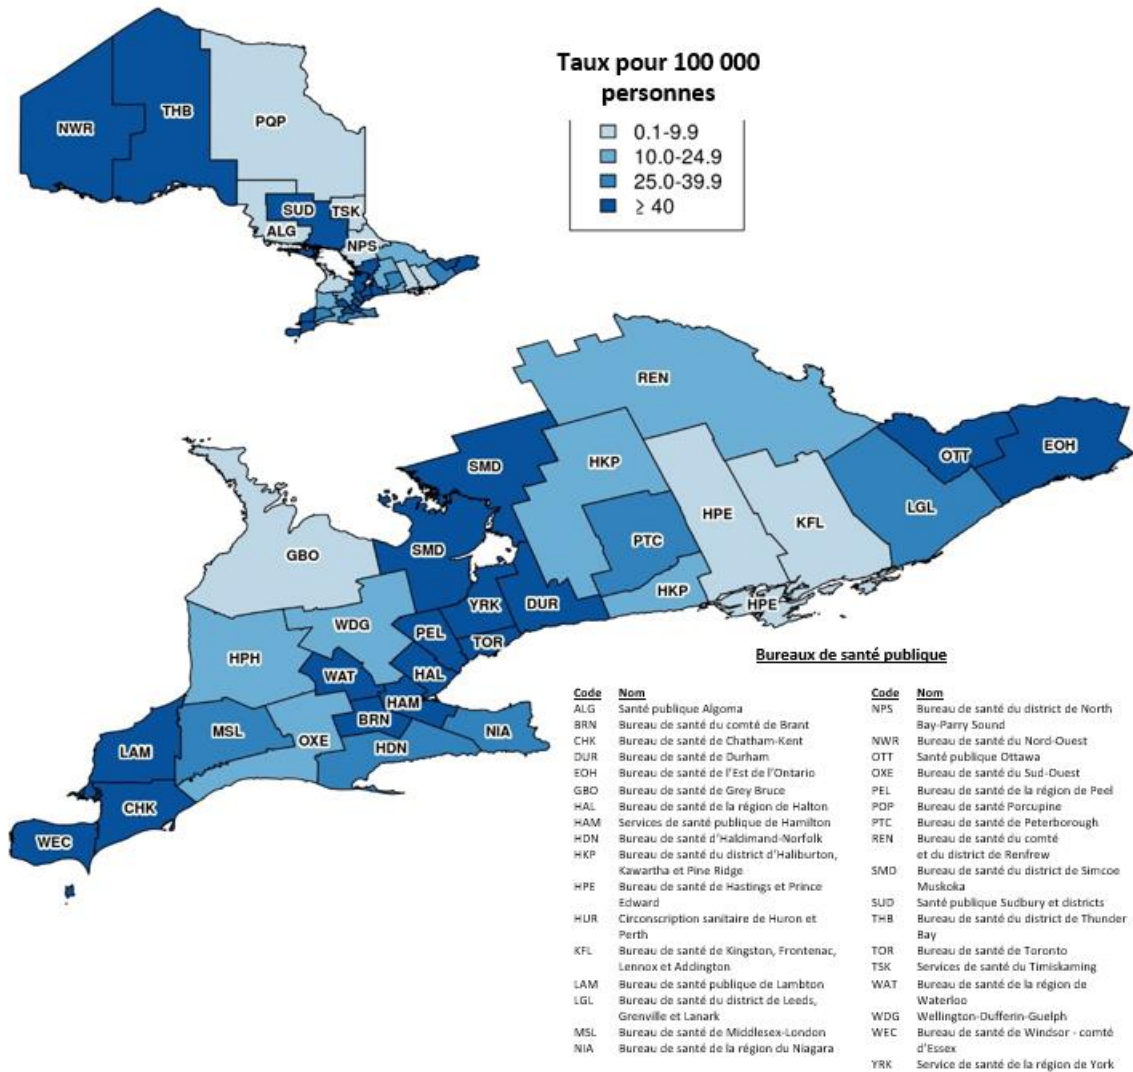 Taux pour 100 000
personnes
0.1-9.9
10.0-24.9
25.0-39.9
≥ 40
NWR
THB
PQP
SUD
TSK
ALG
NPS
REN
SMD
HKP
OTT
EOH
HPE
KFL
LGL
SMD
PTC
GBO
HKP
HPE
YRK
DUR
WDG
PEL
TOR
HPH
WAT
HAL
HAM
BRN
MSL
OXE
HDN
NIA
LAM
CHK
WEC
Bureaux de santé publique
Code Nom
ALG Santé publique Algoma
BRN Bureau de santé du comté de Brant
CHK Bureau de santé de Chatham-Kent
DUR Bureau de santé de Durham
EOH Bureau de santé de l'Est de l'Ontario
GBO Bureau de santé de Grey Bruce
HAL Bureau de santé de la région de Halton
HAM Services de santé publique de Hamilton
HDN Bureau de santé d'Haldimand-Norfolk
HKP Bureau de santé du district d'Haliburton,
Kawartha et Pine Ridge
HPE Bureau de santé de Hastings et Prince
Edward
HUR Circonscription sanitaire de Huron et
Perth
KFL Bureau de santé de Kingston, Frontenac,
Lennox et Addington
LAM Bureau de santé publique de Lambton
LGL Bureau de santé du district de Leeds,
Grenville et Lanark
MSL Bureau de santé de Middlesex-London
NIA Bureau de santé de la région du Niagara
Code Nom
NPS Bureau de santé du district de North
Bay-Parry Sound
NWR Bureau de santé du Nord-Ouest
OTT Santé publique Ottawa
OXE Bureau de santé du Sud-Ouest
PEL Bureau de santé de la région de Peel
POP Bureau de santé Porcupine
PTC Bureau de santé de Peterborough
REN Bureau de santé du comté
et du district de Renfrew
SMD Bureau de santé du district de Simcoe
Muskoka
SUD Santé publique Sudbury et districts
THB Bureau de santé du district de Thunder
Bay
TOR Bureau de santé de Toronto
TSK Services de santé du Timiskaming
WAT Bureau de santé de la région de
Waterloo
WDG Wellington-Dufferin-Guelph
WEC Bureau de santé de Windsor - comté
d'Essex
YRK Service de santé de la région de York